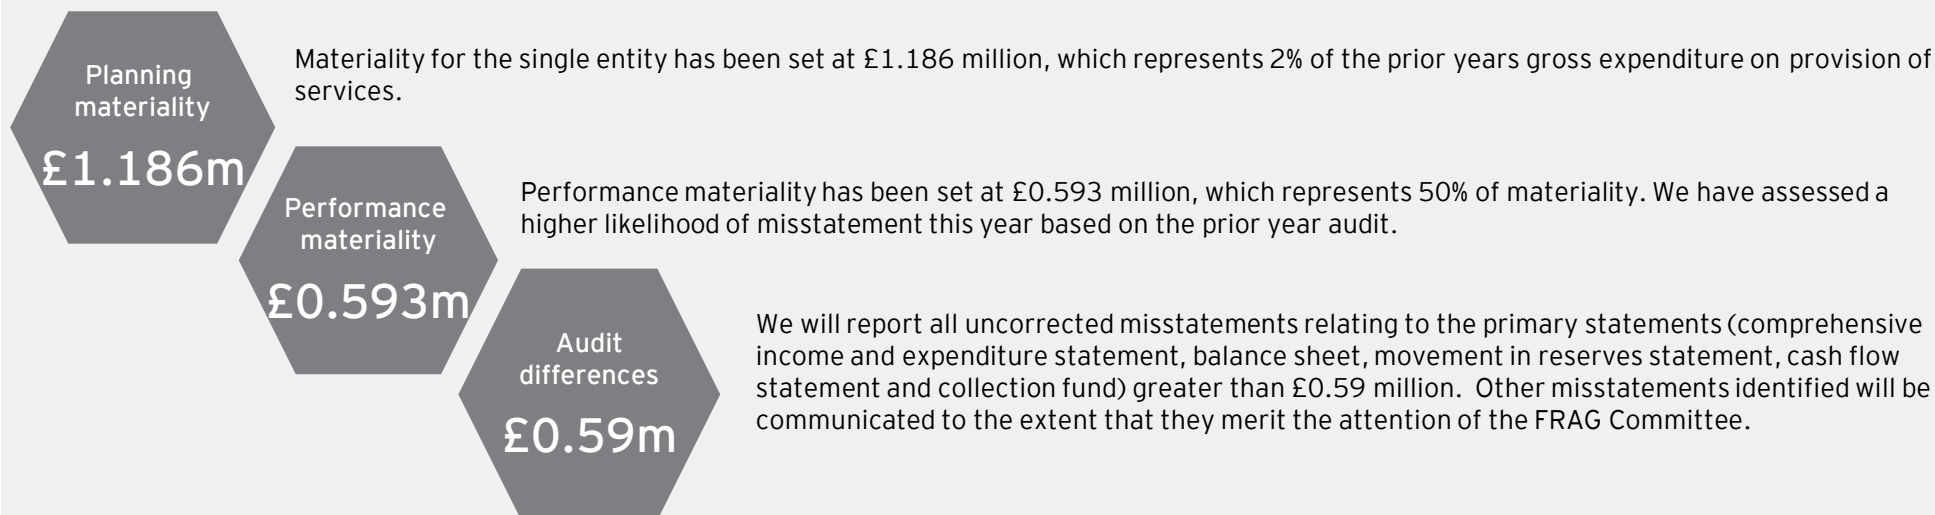 Planning
materiality
£1.186m
Materiality for the single entity has been set at £1.186 million, which represents 2% of the prior years gross expenditure on provision of
services.
Performance
materiality
£0.593m
Performance materiality has been set at £0.593 million, which represents 50% of materiality. We have assessed a
higher likelihood of misstatement this year based on the prior year audit.
Audit
differences
£0.59m
We will report all uncorrected misstatements relating to the primary statements (comprehensive
income and expenditure statement, balance sheet, movement in reserves statement, cash flow
statement and collection fund) greater than £0.59 million.  Other misstatements identified will be
communicated to the extent that they merit the attention of the FRAG Committee.